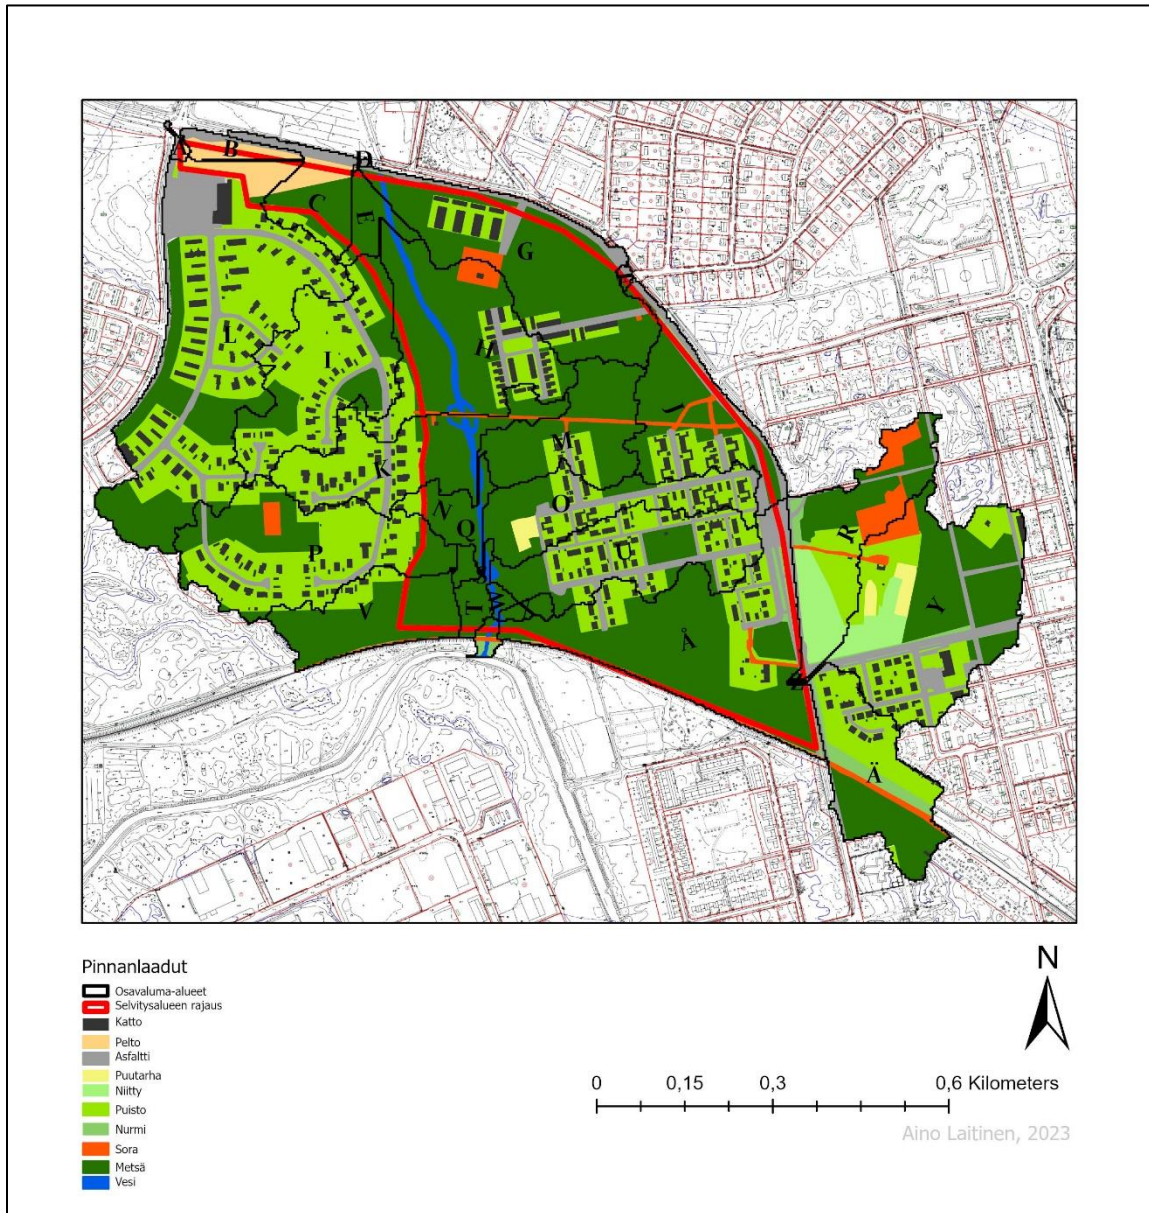 B
D
C
E
G
L
I
H
J
K
M
N
O
Q
R
P
U
T
V
Y
Å
Z
Ä
Pinnanlaadut
Osavaluma-alueet
Selvitysalueen rajaus
Katto
Pelto
Asfaltti
Puutarha
Niitty
Puisto
Nurmi
Sora
Metsä
Vesi
N
0 0,15 0,3 0,6 Kilometers
Aino Laitinen, 2023